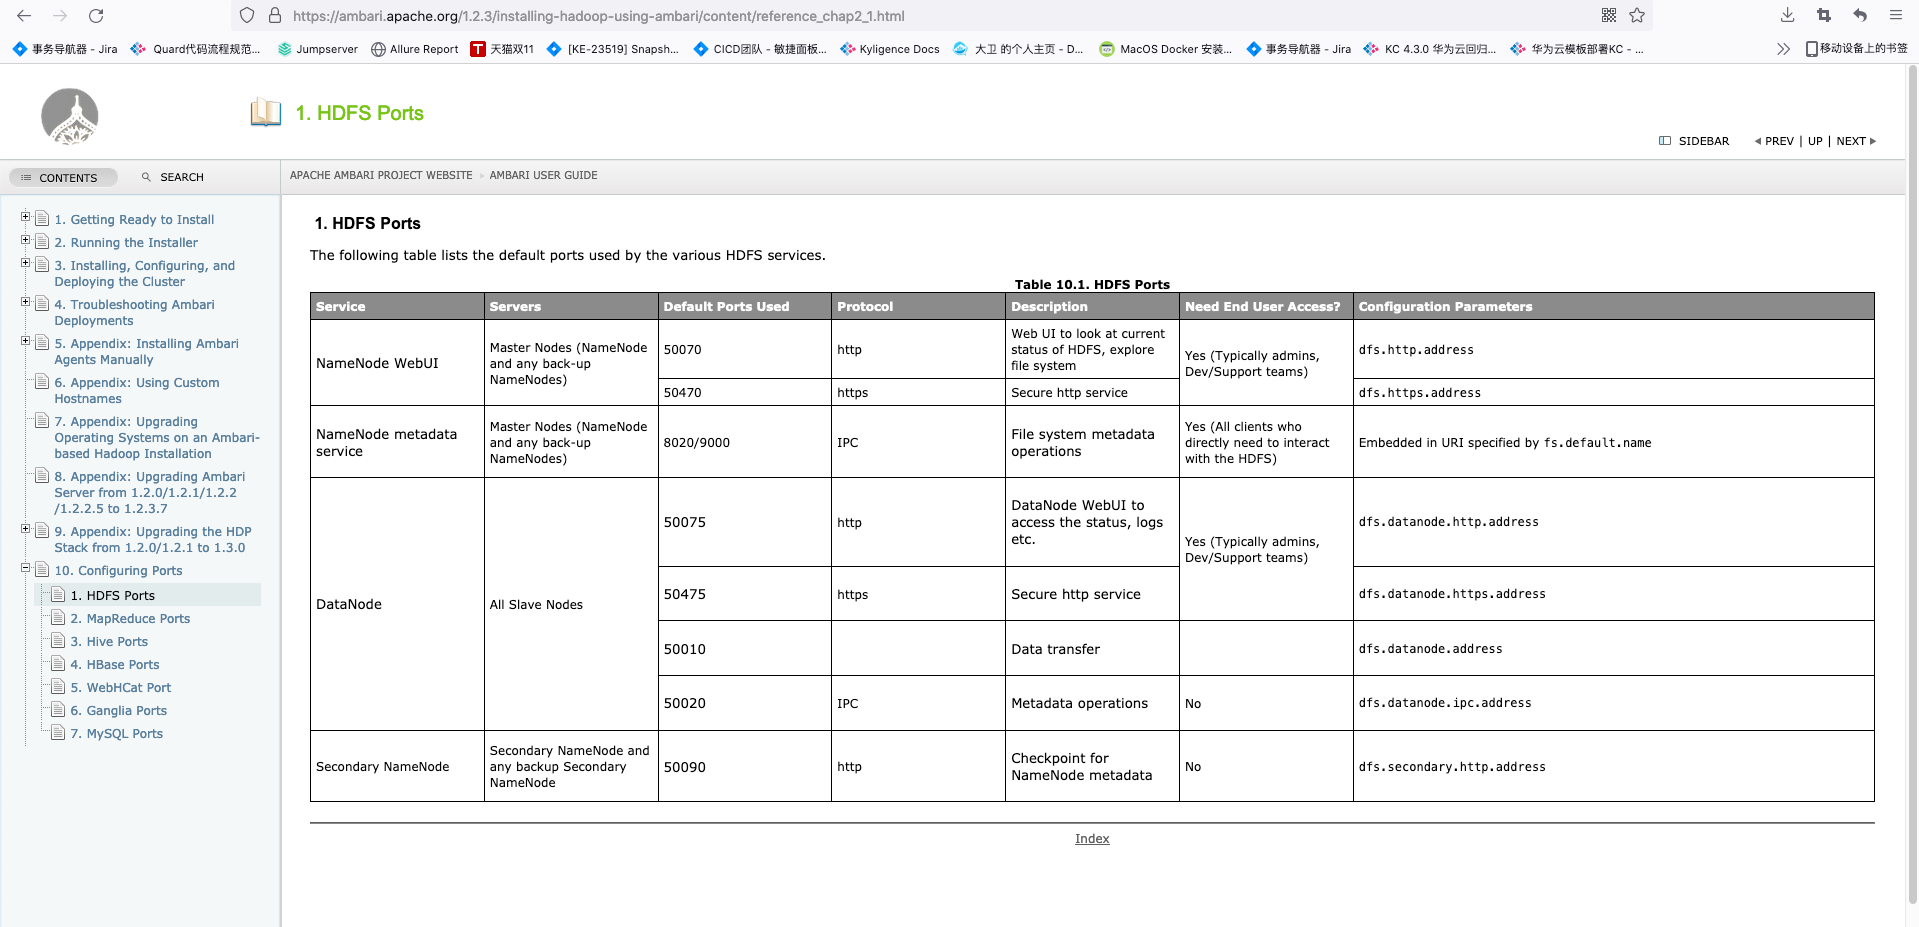 https://ambari.apache.org/1.2.3/installing-hadoop-using-ambari/content/reference_chap2_1.html
事务导航器 - Jira
Quard代码流程规范...
Jumpserver
Allure Report
天猫双11
[KE-23519] Snapsh...
CICD团队 - 敏捷面板...
Kyligence Docs
大卫 的个人主页 - D...
MacOS Docker 安装...
事务导航器 - Jira
KC 4.3.0 华为云回归...
华为云模板部署KC - ...
移动设备上的书签
1. HDFS Ports
SIDEBAR
PREV | UP | NEXT
CONTENTS
SEARCH
APACHE AMBARI PROJECT WEBSITE
AMBARI USER GUIDE
1. Getting Ready to Install
2. Running the Installer
3. Installing, Configuring, and
Deploying the Cluster
4. Troubleshooting Ambari
Deployments
5. Appendix: Installing Ambari
Agents Manually
6. Appendix: Using Custom
Hostnames
7. Appendix: Upgrading
Operating Systems on an Ambari-
based Hadoop Installation
8. Appendix: Upgrading Ambari
Server from 1.2.0/1.2.1/1.2.2
/1.2.2.5 to 1.2.3.7
9. Appendix: Upgrading the HDP
Stack from 1.2.0/1.2.1 to 1.3.0
10. Configuring Ports
1. HDFS Ports
2. MapReduce Ports
3. Hive Ports
4. HBase Ports
5. WebHCat Port
6. Ganglia Ports
7. MySQL Ports
1. HDFS Ports
The following table lists the default ports used by the various HDFS services.
Table 10.1. HDFS Ports
Service
Servers
Default Ports Used
Protocol
Description
Need End User Access?
Configuration Parameters
NameNode WebUI
Master Nodes (NameNode
and any back-up
NameNodes)
50070
http
Web UI to look at current
status of HDFS, explore
file system
Yes (Typically admins,
Dev/Support teams)
dfs.http.address
50470
https
Secure http service
dfs.https.address
NameNode metadata
service
Master Nodes (NameNode
and any back-up
NameNodes)
8020/9000
IPC
File system metadata
operations
Yes (All clients who
directly need to interact
with the HDFS)
Embedded in URI specified by fs.default.name
DataNode
All Slave Nodes
50075
http
DataNode WebUI to
access the status, logs
etc.
Yes (Typically admins,
Dev/Support teams)
dfs.datanode.http.address
50475
https
Secure http service
dfs.datanode.https.address
50010
Data transfer
dfs.datanode.address
50020
IPC
Metadata operations
No
dfs.datanode.ipc.address
Secondary NameNode
Secondary NameNode and
any backup Secondary
NameNode
50090
http
Checkpoint for
NameNode metadata
No
dfs.secondary.http.address
Index